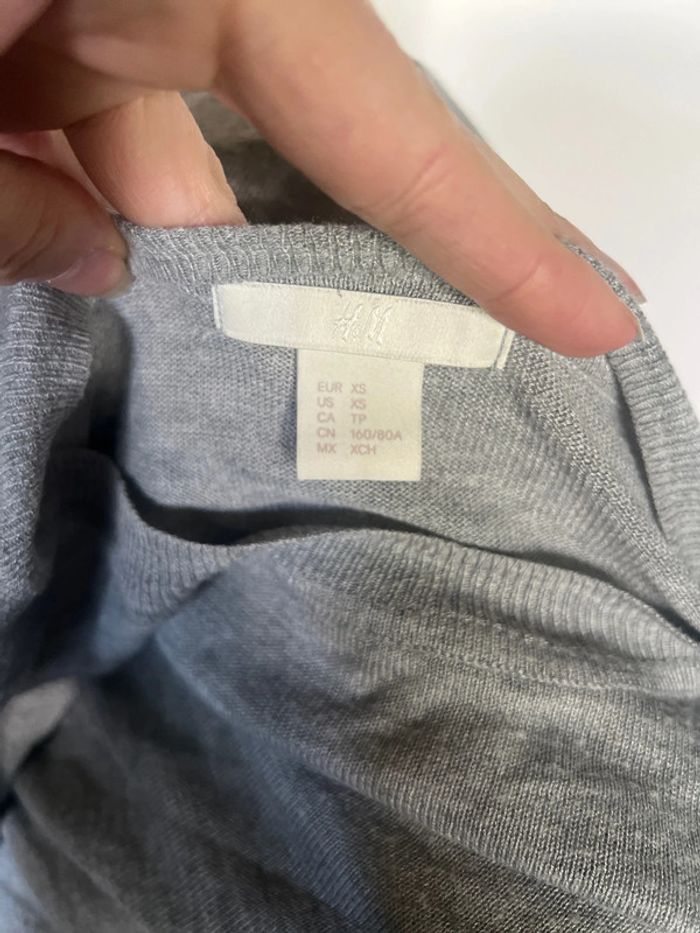 H&M
EUR XS
US XS
CA TP
CN 160/80A
MX XCH